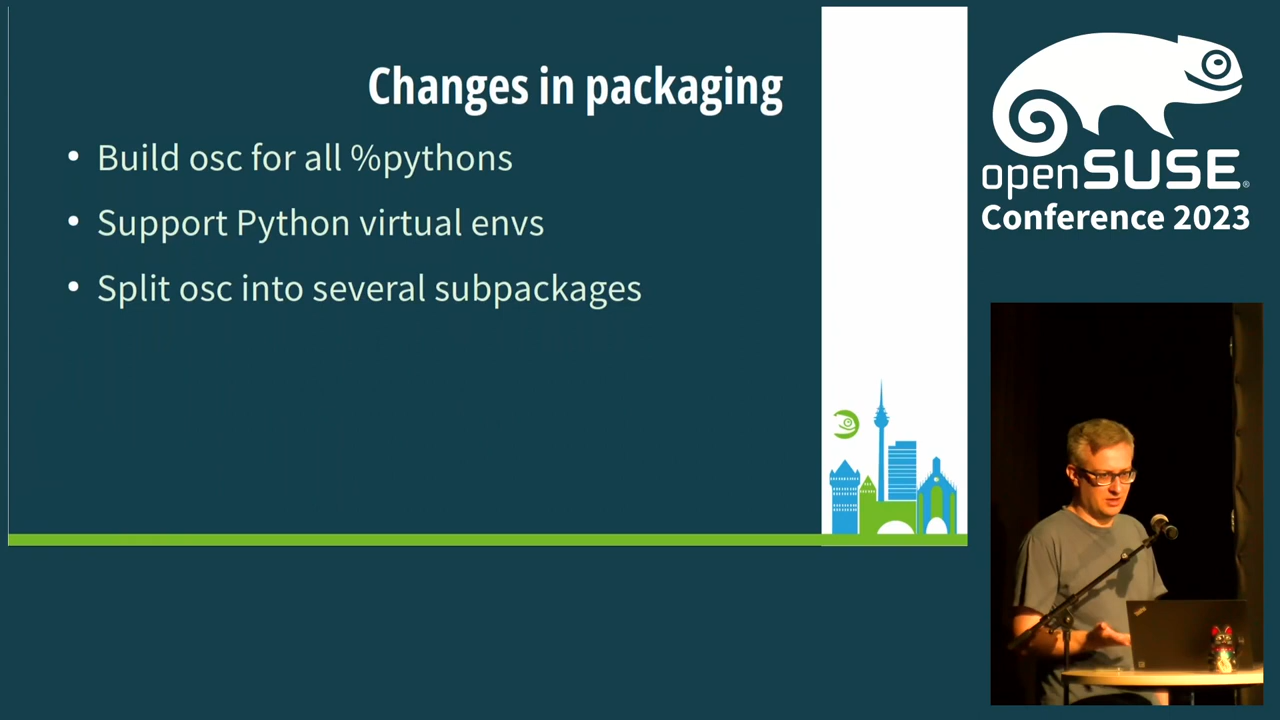 Changes in packaging
• Build osc for all %pythons
• Support Python virtual envs
• Split osc into several subpackages
openSUSE®
Conference 2023